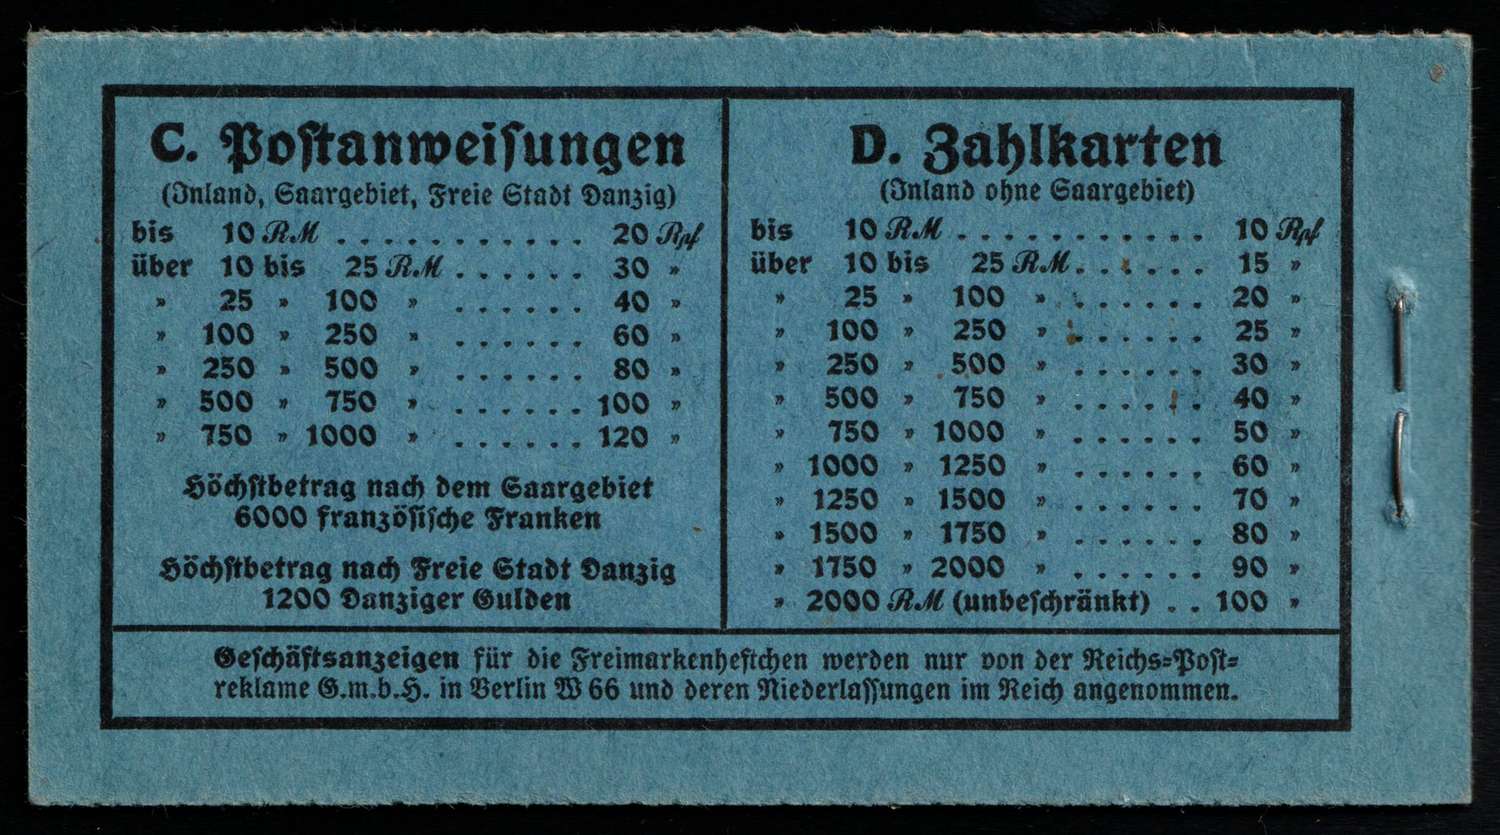 C. Postanweisungen
(Inland, Saargebiet, Freie Stadt Danzig)
bis 10 RM . . . . . . . . . . . 20 Rpf
über 10 bis 25 RM . . . . . . 30 "
" 25 " 100 " . . . . . . 40 "
" 100 " 250 " . . . . . . 60 "
" 250 " 500 " . . . . . . 80 "
" 500 " 750 " . . . . . . 100 "
" 750 " 1000 " . . . . . . 120 "
Höchstbetrag nach dem Saargebiet
6000 französische Franken
Höchstbetrag nach Freie Stadt Danzig
1200 Danziger Gulden
D. Zahlkarten
(Inland ohne Saargebiet)
bis 10 RM . . . . . . . . . . . 10 Rpf
über 10 bis 25 RM . . . . . . 15 "
" 25 " 100 " . . . . . . 20 "
" 100 " 250 " . . . . . . 25 "
" 250 " 500 " . . . . . . 30 "
" 500 " 750 " . . . . . . 40 "
" 750 " 1000 " . . . . . . 50 "
" 1000 " 1250 " . . . . . . 60 "
" 1250 " 1500 " . . . . . . 70 "
" 1500 " 1750 " . . . . . . 80 "
" 1750 " 2000 " . . . . . . 90 "
" 2000 RM (unbeschränkt) . . 100 "
Geschäftsanzeigen für die Freimarkenheftchen werden nur von der Reichs-Post-
reklame G.m.b.H. in Berlin W 66 und deren Niederlassungen im Reich angenommen.